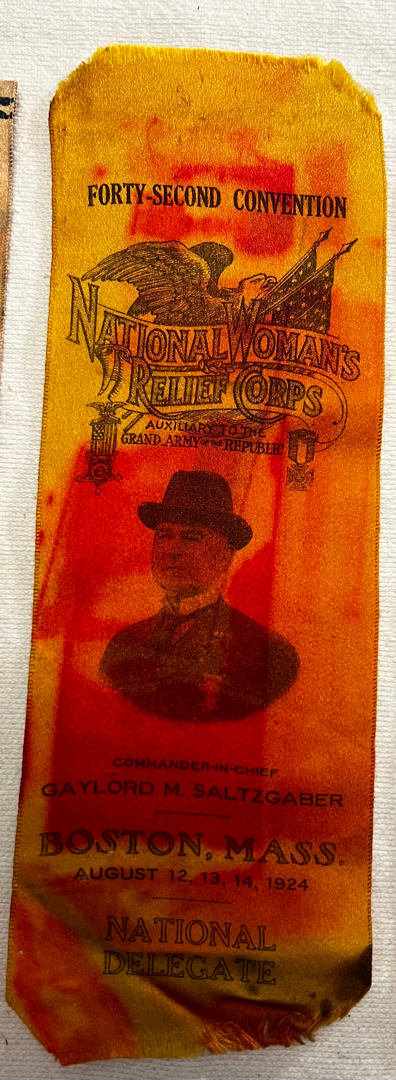 FORTY-SECOND CONVENTION
NATIONAL WOMAN'S
RELIEF CORPS
AUXILIARY TO THE
GRAND ARMY OF THE REPUBLIC
COMMANDER-IN-CHIEF
GAYLORD M. SALTZGABER
BOSTON, MASS.
AUGUST 12, 13, 14, 1924
NATIONAL
DELEGATE